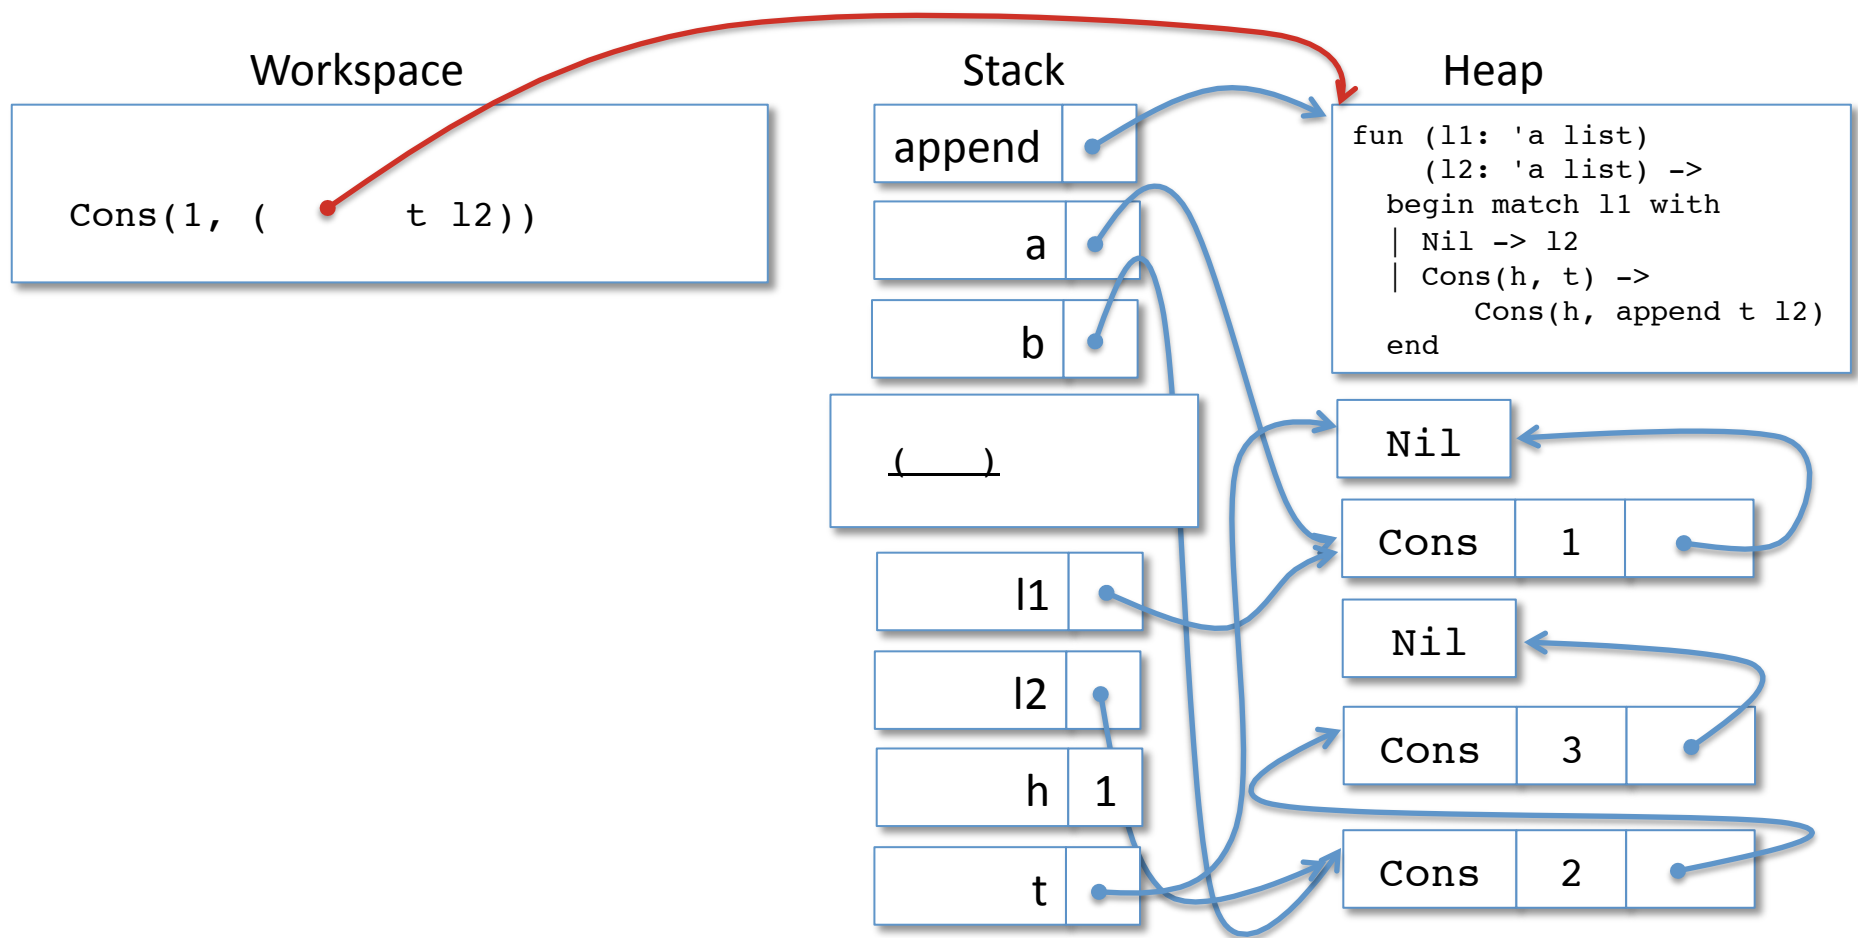 Workspace
Stack
Heap
Cons(1, ( t l2))
append
a
b
( )
l1
l2
h 1
t
fun (l1: 'a list)
(l2: 'a list) ->
begin match l1 with
| Nil -> l2
| Cons(h, t) ->
Cons(h, append t l2)
end
Nil
Cons 1
Nil
Cons 3
Cons 2